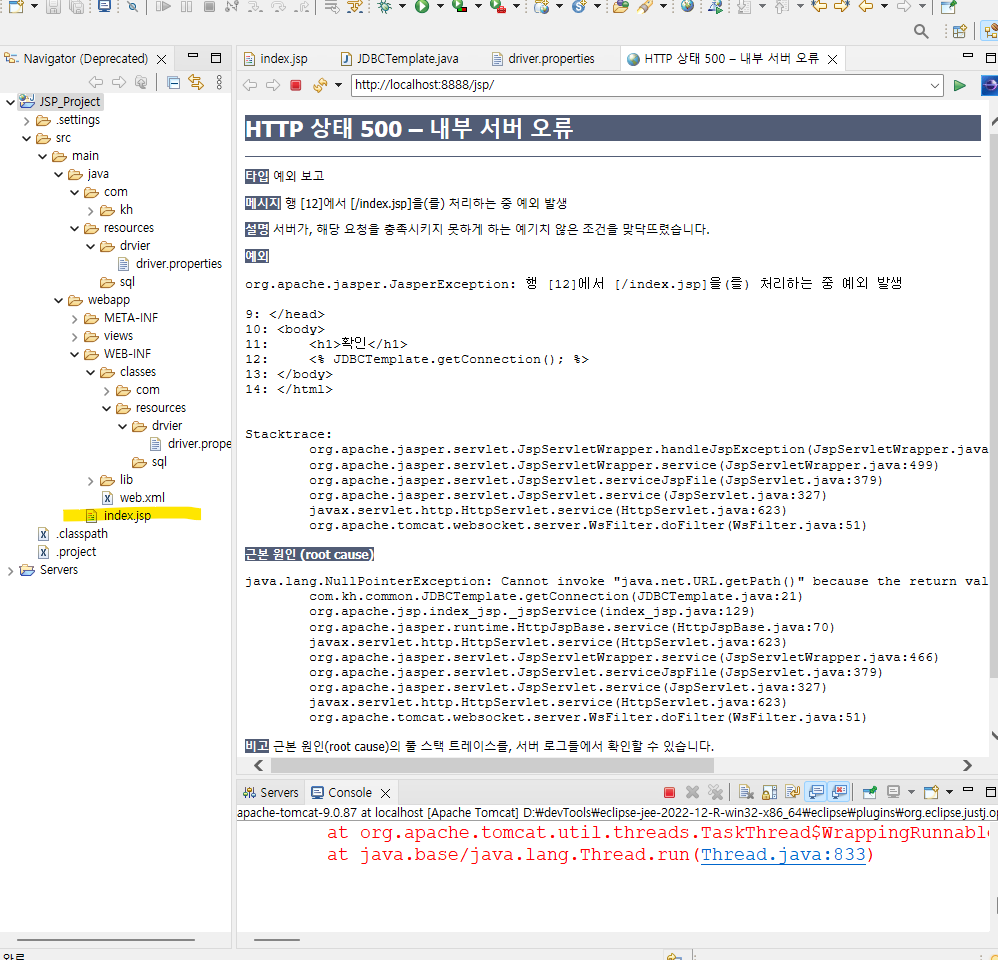 Navigator (Deprecated)
JSP_Project
.settings
src
main
java
com
kh
resources
drvier
driver.properties
sql
webapp
META-INF
views
WEB-INF
classes
com
resources
drvier
driver.prope
sql
lib
web.xml
index.jsp
.classpath
.project
Servers
index.jsp
JDBCTemplate.java
driver.properties
HTTP 상태 500 – 내부 서버 오류
http://localhost:8888/jsp/
HTTP 상태 500 – 내부 서버 오류
타입 예외 보고
메시지 행 [12]에서 [/index.jsp]을(를) 처리하는 중 예외 발생
설명 서버가, 해당 요청을 충족시키지 못하게 하는 예기치 않은 조건을 맞닥뜨렸습니다.
예외
org.apache.jasper.JasperException: 행 [12]에서 [/index.jsp]을(를) 처리하는 중 예외 발생
9: </head>
10: <body>
11: <h1>확인</h1>
12: <% JDBCTemplate.getConnection(); %>
13: </body>
14: </html>
Stacktrace:
org.apache.jasper.servlet.JspServletWrapper.handleJspException(JspServletWrapper.java
org.apache.jasper.servlet.JspServletWrapper.service(JspServletWrapper.java:499)
org.apache.jasper.servlet.JspServlet.serviceJspFile(JspServlet.java:379)
org.apache.jasper.servlet.JspServlet.service(JspServlet.java:327)
javax.servlet.http.HttpServlet.service(HttpServlet.java:623)
org.apache.tomcat.websocket.server.WsFilter.doFilter(WsFilter.java:51)
근본 원인 (root cause)
java.lang.NullPointerException: Cannot invoke "java.net.URL.getPath()" because the return val
com.kh.common.JDBCTemplate.getConnection(JDBCTemplate.java:21)
org.apache.jsp.index_jsp._jspService(index_jsp.java:129)
org.apache.jasper.runtime.HttpJspBase.service(HttpJspBase.java:70)
javax.servlet.http.HttpServlet.service(HttpServlet.java:623)
org.apache.jasper.servlet.JspServletWrapper.service(JspServletWrapper.java:466)
org.apache.jasper.servlet.JspServlet.serviceJspFile(JspServlet.java:379)
org.apache.jasper.servlet.JspServlet.service(JspServlet.java:327)
javax.servlet.http.HttpServlet.service(HttpServlet.java:623)
org.apache.tomcat.websocket.server.WsFilter.doFilter(WsFilter.java:51)
비고 근본 원인(root cause)의 풀 스택 트레이스를, 서버 로그들에서 확인할 수 있습니다.
Servers
Console
apache-tomcat-9.0.87 at localhost [Apache Tomcat] D:₩devTools₩eclipse-jee-2022-12-R-win32-x86_64₩eclipse₩plugins₩org.eclipse.justj.op
at org.apache.tomcat.util.threads.TaskThread$WrappingRunnabl
at java.base/java.lang.Thread.run(Thread.java:833)